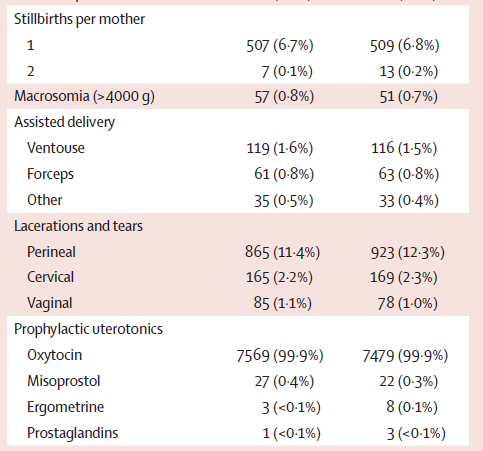 Stillbirths per mother
1 507 (6·7%) 509 (6·8%)
2 7 (0·1%) 13 (0·2%)
Macrosomia (>4000 g) 57 (0·8%) 51 (0·7%)
Assisted delivery
Ventouse 119 (1·6%) 116 (1·5%)
Forceps 61 (0·8%) 63 (0·8%)
Other 35 (0·5%) 33 (0·4%)
Lacerations and tears
Perineal 865 (11·4%) 923 (12·3%)
Cervical 165 (2·2%) 169 (2·3%)
Vaginal 85 (1·1%) 78 (1·0%)
Prophylactic uterotonics
Oxytocin 7569 (99·9%) 7479 (99·9%)
Misoprostol 27 (0·4%) 22 (0·3%)
Ergometrine 3 (<0·1%) 8 (0·1%)
Prostaglandins 1 (<0·1%) 3 (<0·1%)